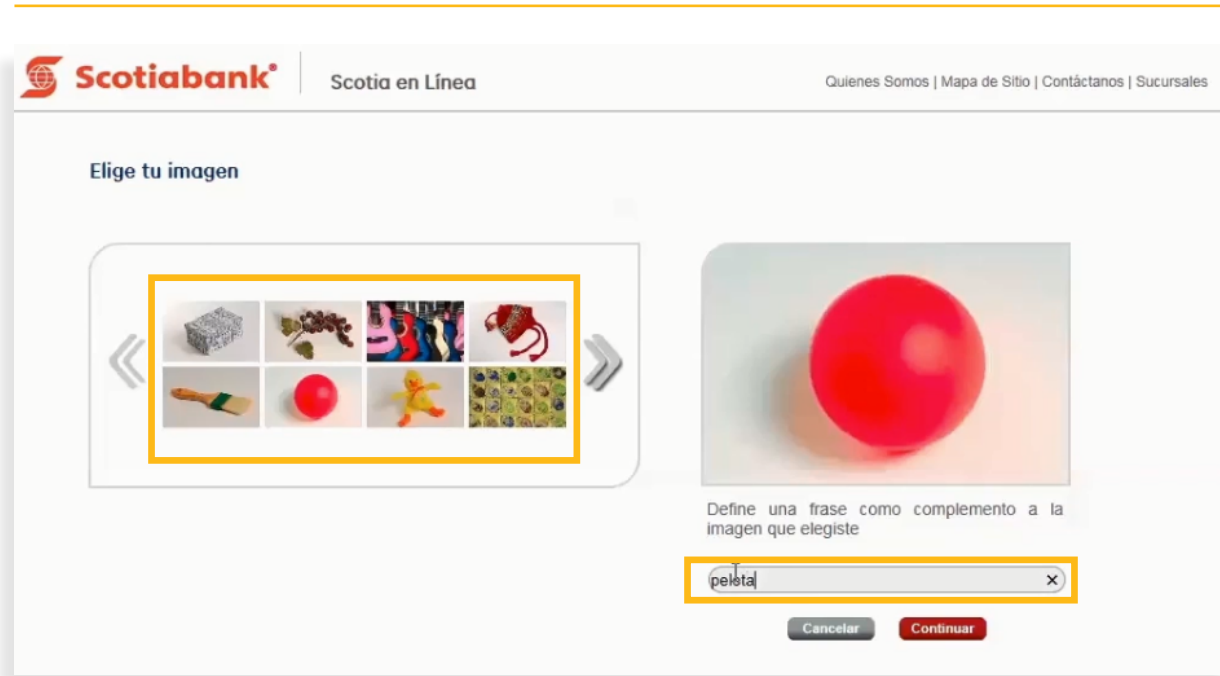 Scotiabank®
Scotia en Línea
Quienes Somos | Mapa de Sitio | Contáctanos | Sucursales
Elige tu imagen
Define una frase como complemento a la
imagen que elegiste
pelota
Cancelar
Continuar